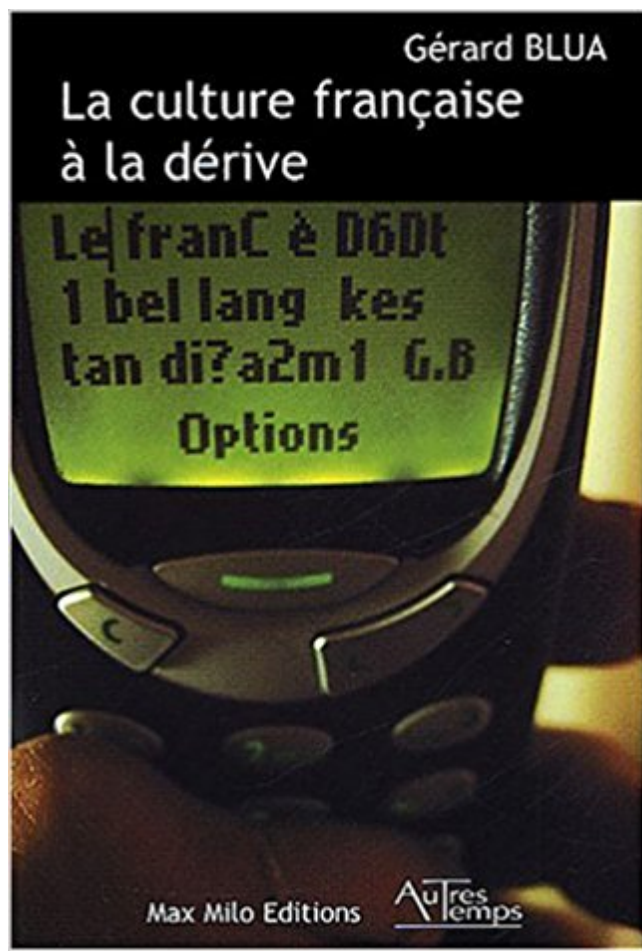 Gérard BLUA
La culture française
à la dérive
Le franC è D6Dt
1 bel lang kes
tan di?a2m1 G.B
Options
C
Max Milo Editions
AuTres
Temps